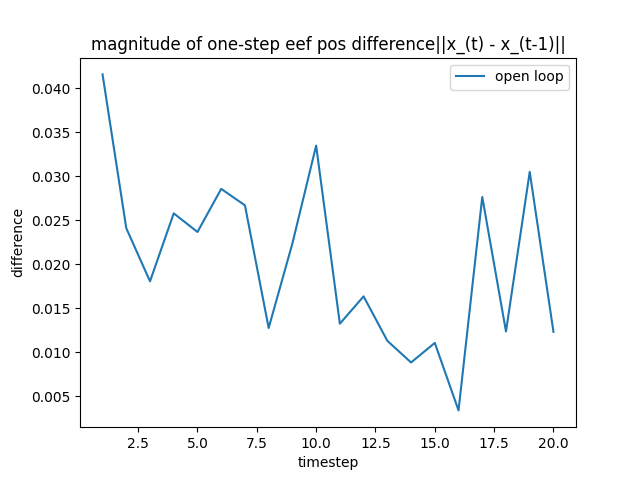 magnitude of one-step eef pos difference||x_(t) - x_(t-1)||
open loop
difference
0.040
0.035
0.030
0.025
0.020
0.015
0.010
0.005
2.5 5.0 7.5 10.0 12.5 15.0 17.5 20.0
timestep